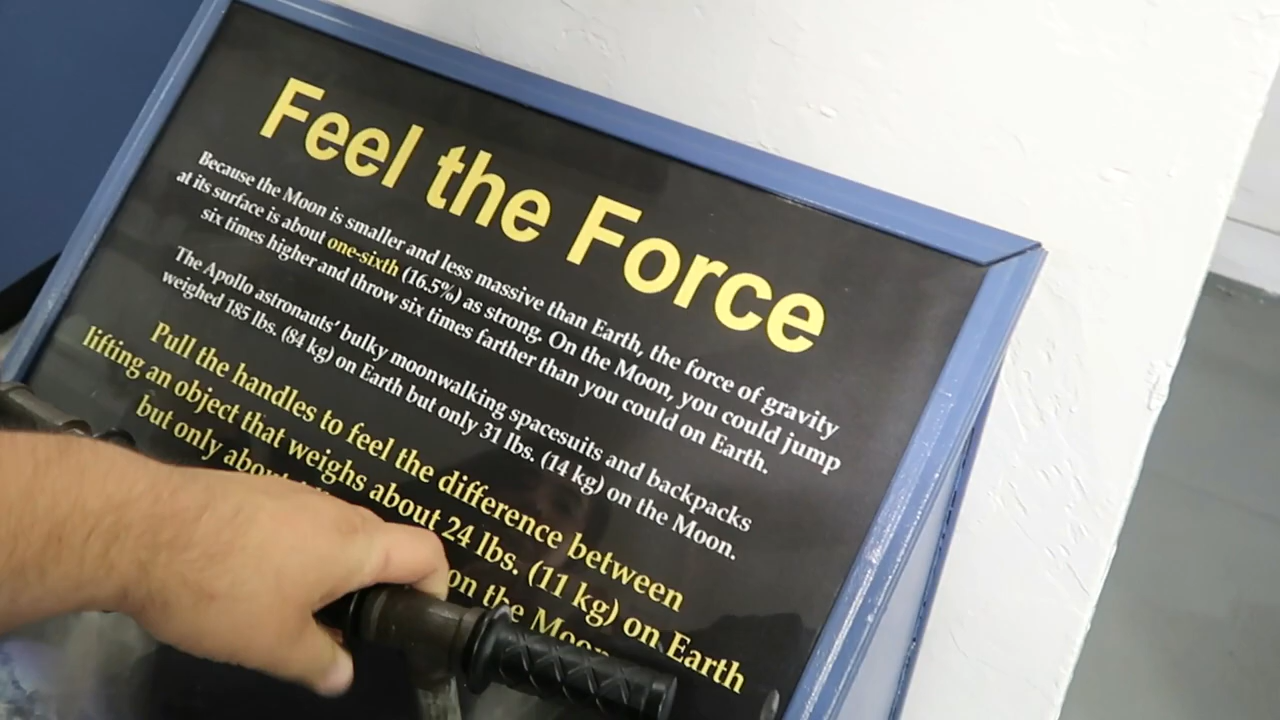 Feel the Force
Because the Moon is smaller and less massive than Earth, the force of gravity
at its surface is about one-sixth (16.5%) as strong. On the Moon, you could jump
six times higher and throw six times farther than you could on Earth.
The Apollo astronauts' bulky moonwalking spacesuits and backpacks
weighed 185 lbs. (84 kg) on Earth but only 31 lbs. (14 kg) on the Moon.
Pull the handles to feel the difference between
lifting an object that weighs about 24 lbs. (11 kg) on Earth
but only about on the Moon